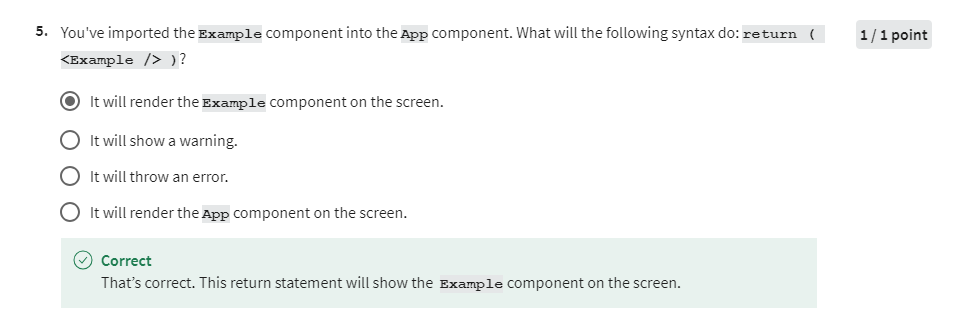 5. You've imported the Example component into the App component. What will the following syntax do: return ( 1 / 1 point
<Example /> )?
It will render the Example component on the screen.
It will show a warning.
It will throw an error.
It will render the App component on the screen.
Correct
That's correct. This return statement will show the Example component on the screen.